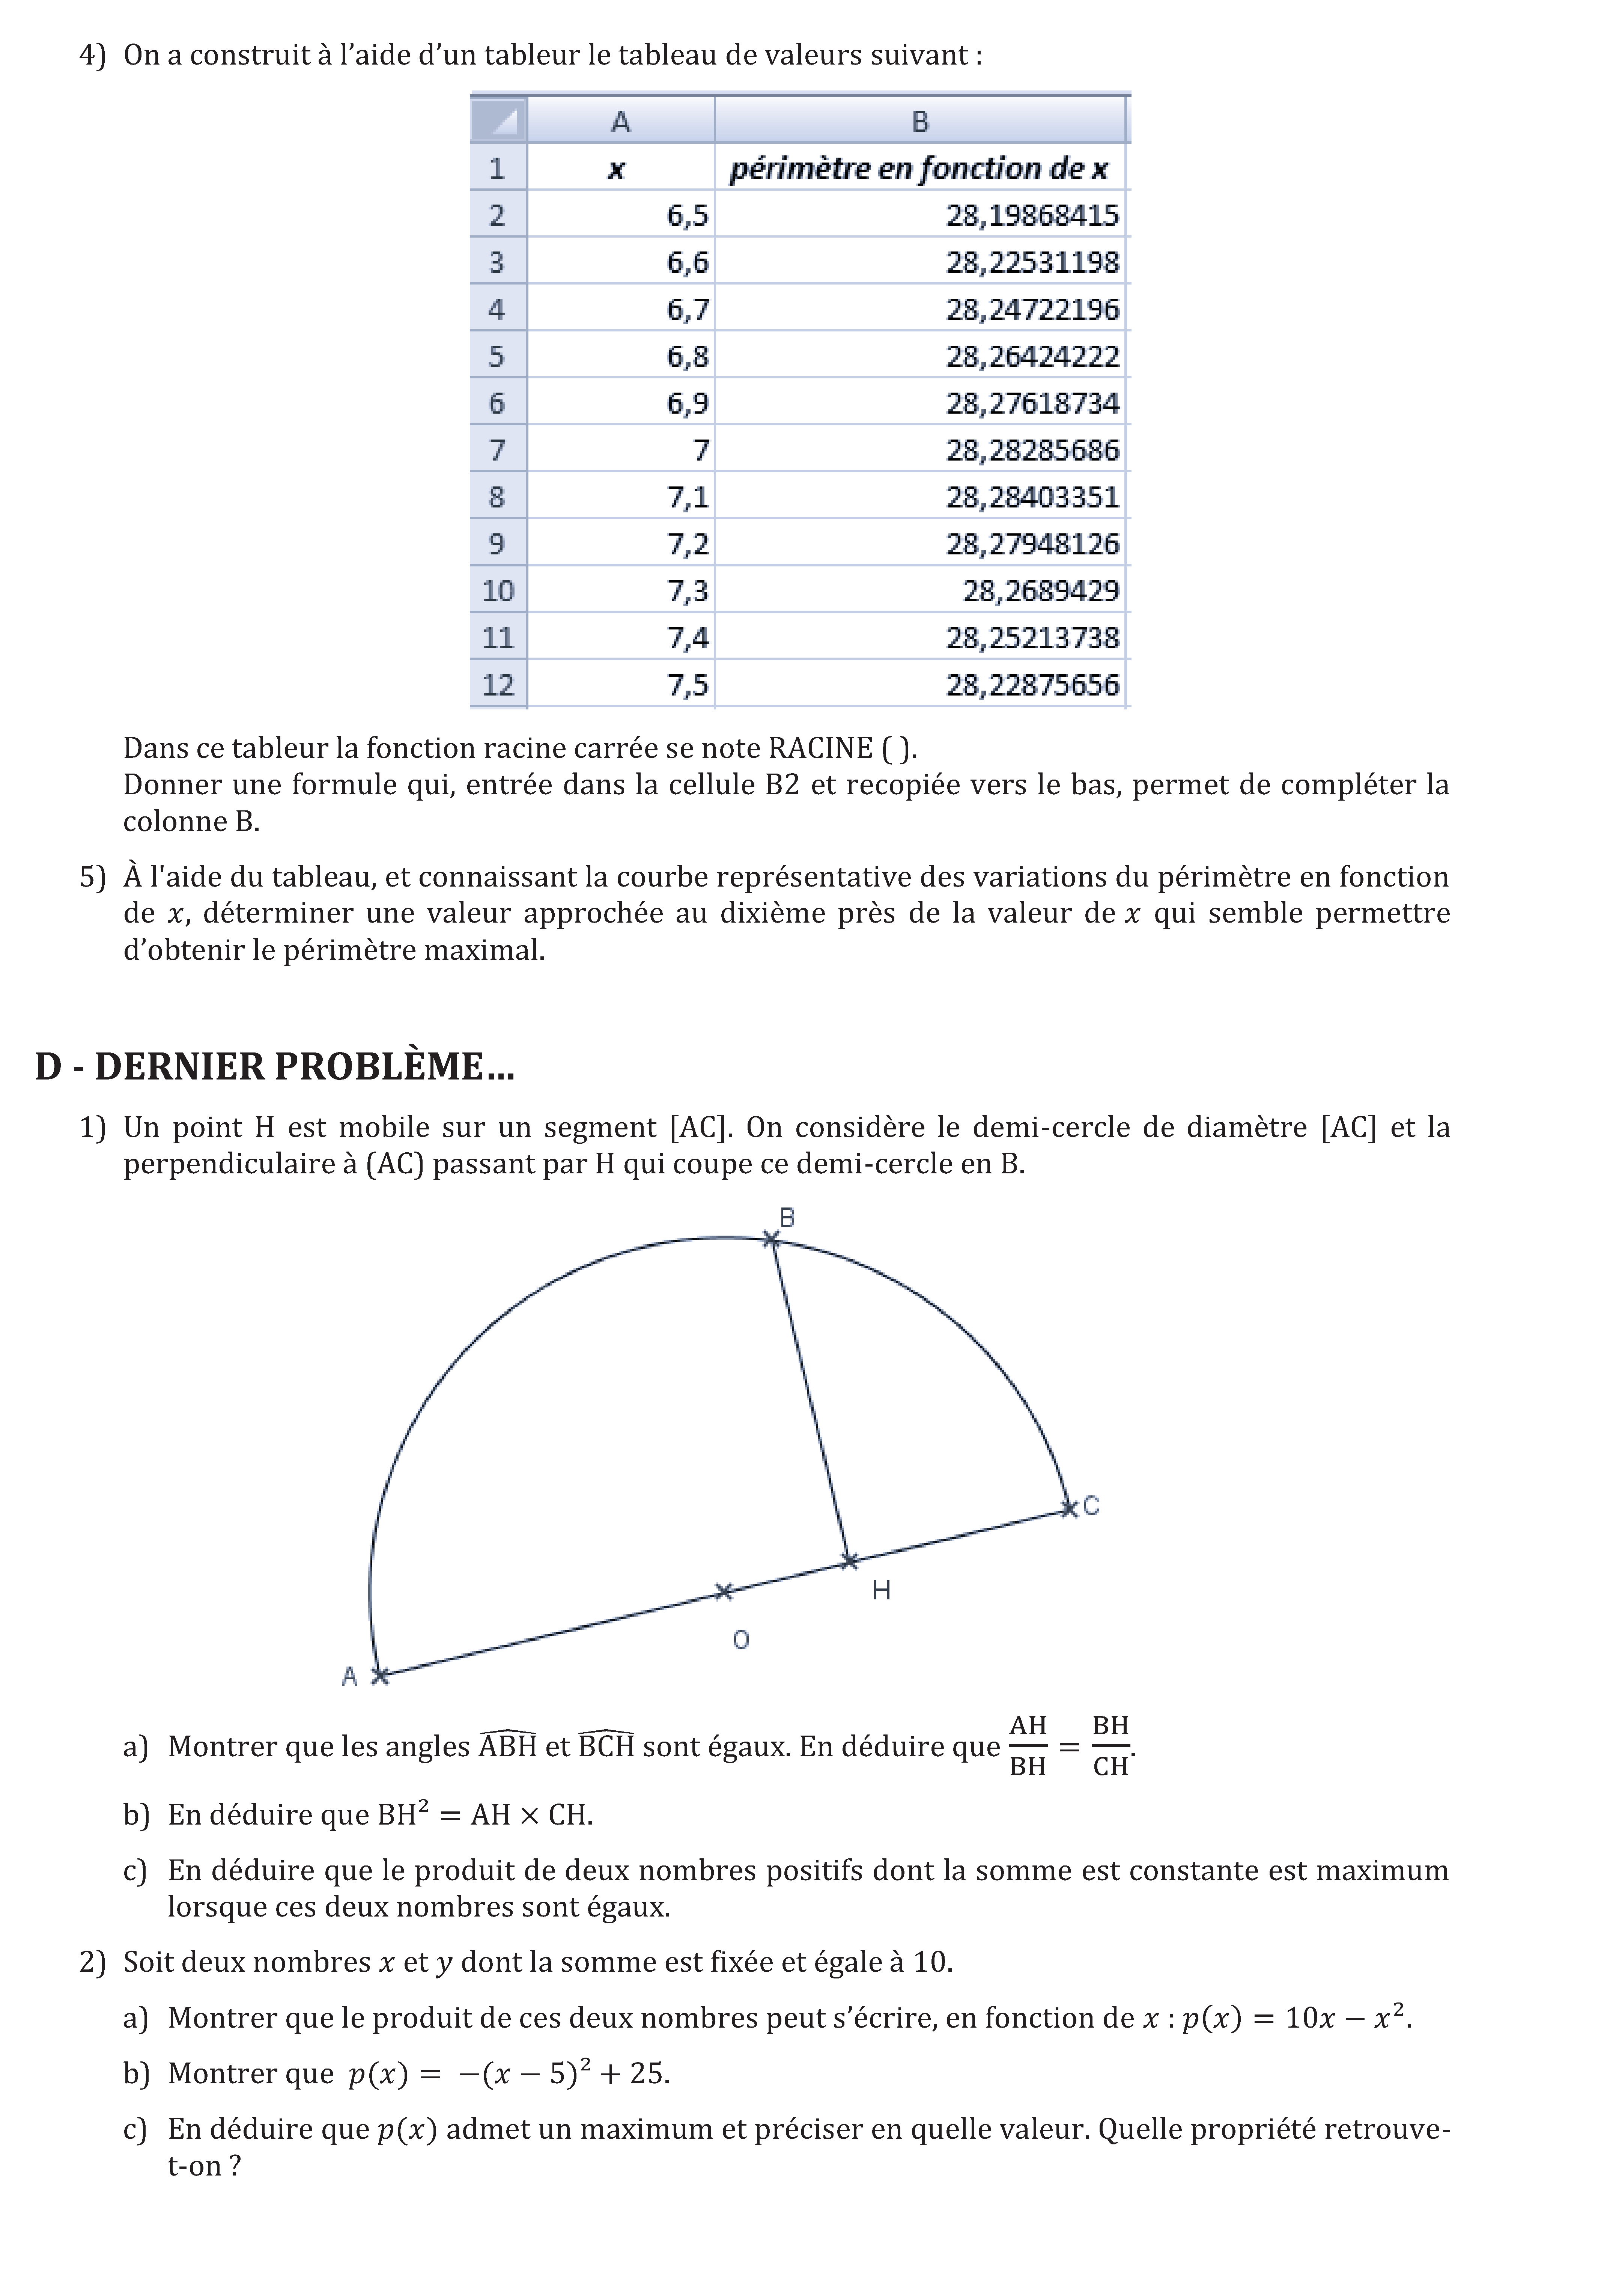 4) On a construit à l’aide d’un tableur le tableau de valeurs suivant :
A B
1 x périmètre en fonction de x
2 6,5 28,19868415
3 6,6 28,22531198
4 6,7 28,24722196
5 6,8 28,26424222
6 6,9 28,27618734
7 7 28,28285686
8 7,1 28,28403351
9 7,2 28,27948126
10 7,3 28,2689429
11 7,4 28,25213738
12 7,5 28,22875656
Dans ce tableur la fonction racine carrée se note RACINE ( ).
Donner une formule qui, entrée dans la cellule B2 et recopiée vers le bas, permet de compléter la
colonne B.
5) À l'aide du tableau, et connaissant la courbe représentative des variations du périmètre en fonction
de x, déterminer une valeur approchée au dixième près de la valeur de x qui semble permettre
d’obtenir le périmètre maximal.
D - DERNIER PROBLÈME…
1) Un point H est mobile sur un segment [AC]. On considère le demi-cercle de diamètre [AC] et la
perpendiculaire à (AC) passant par H qui coupe ce demi-cercle en B.
B
C
H
O
A
a) Montrer que les angles ABH et BCH sont égaux. En déduire que AH/BH = BH/CH.
b) En déduire que BH² = AH × CH.
c) En déduire que le produit de deux nombres positifs dont la somme est constante est maximum
lorsque ces deux nombres sont égaux.
2) Soit deux nombres x et y dont la somme est fixée et égale à 10.
a) Montrer que le produit de ces deux nombres peut s’écrire, en fonction de x : p(x) = 10x − x².
b) Montrer que p(x) = −(x − 5)² + 25.
c) En déduire que p(x) admet un maximum et préciser en quelle valeur. Quelle propriété retrouve-
t-on ?